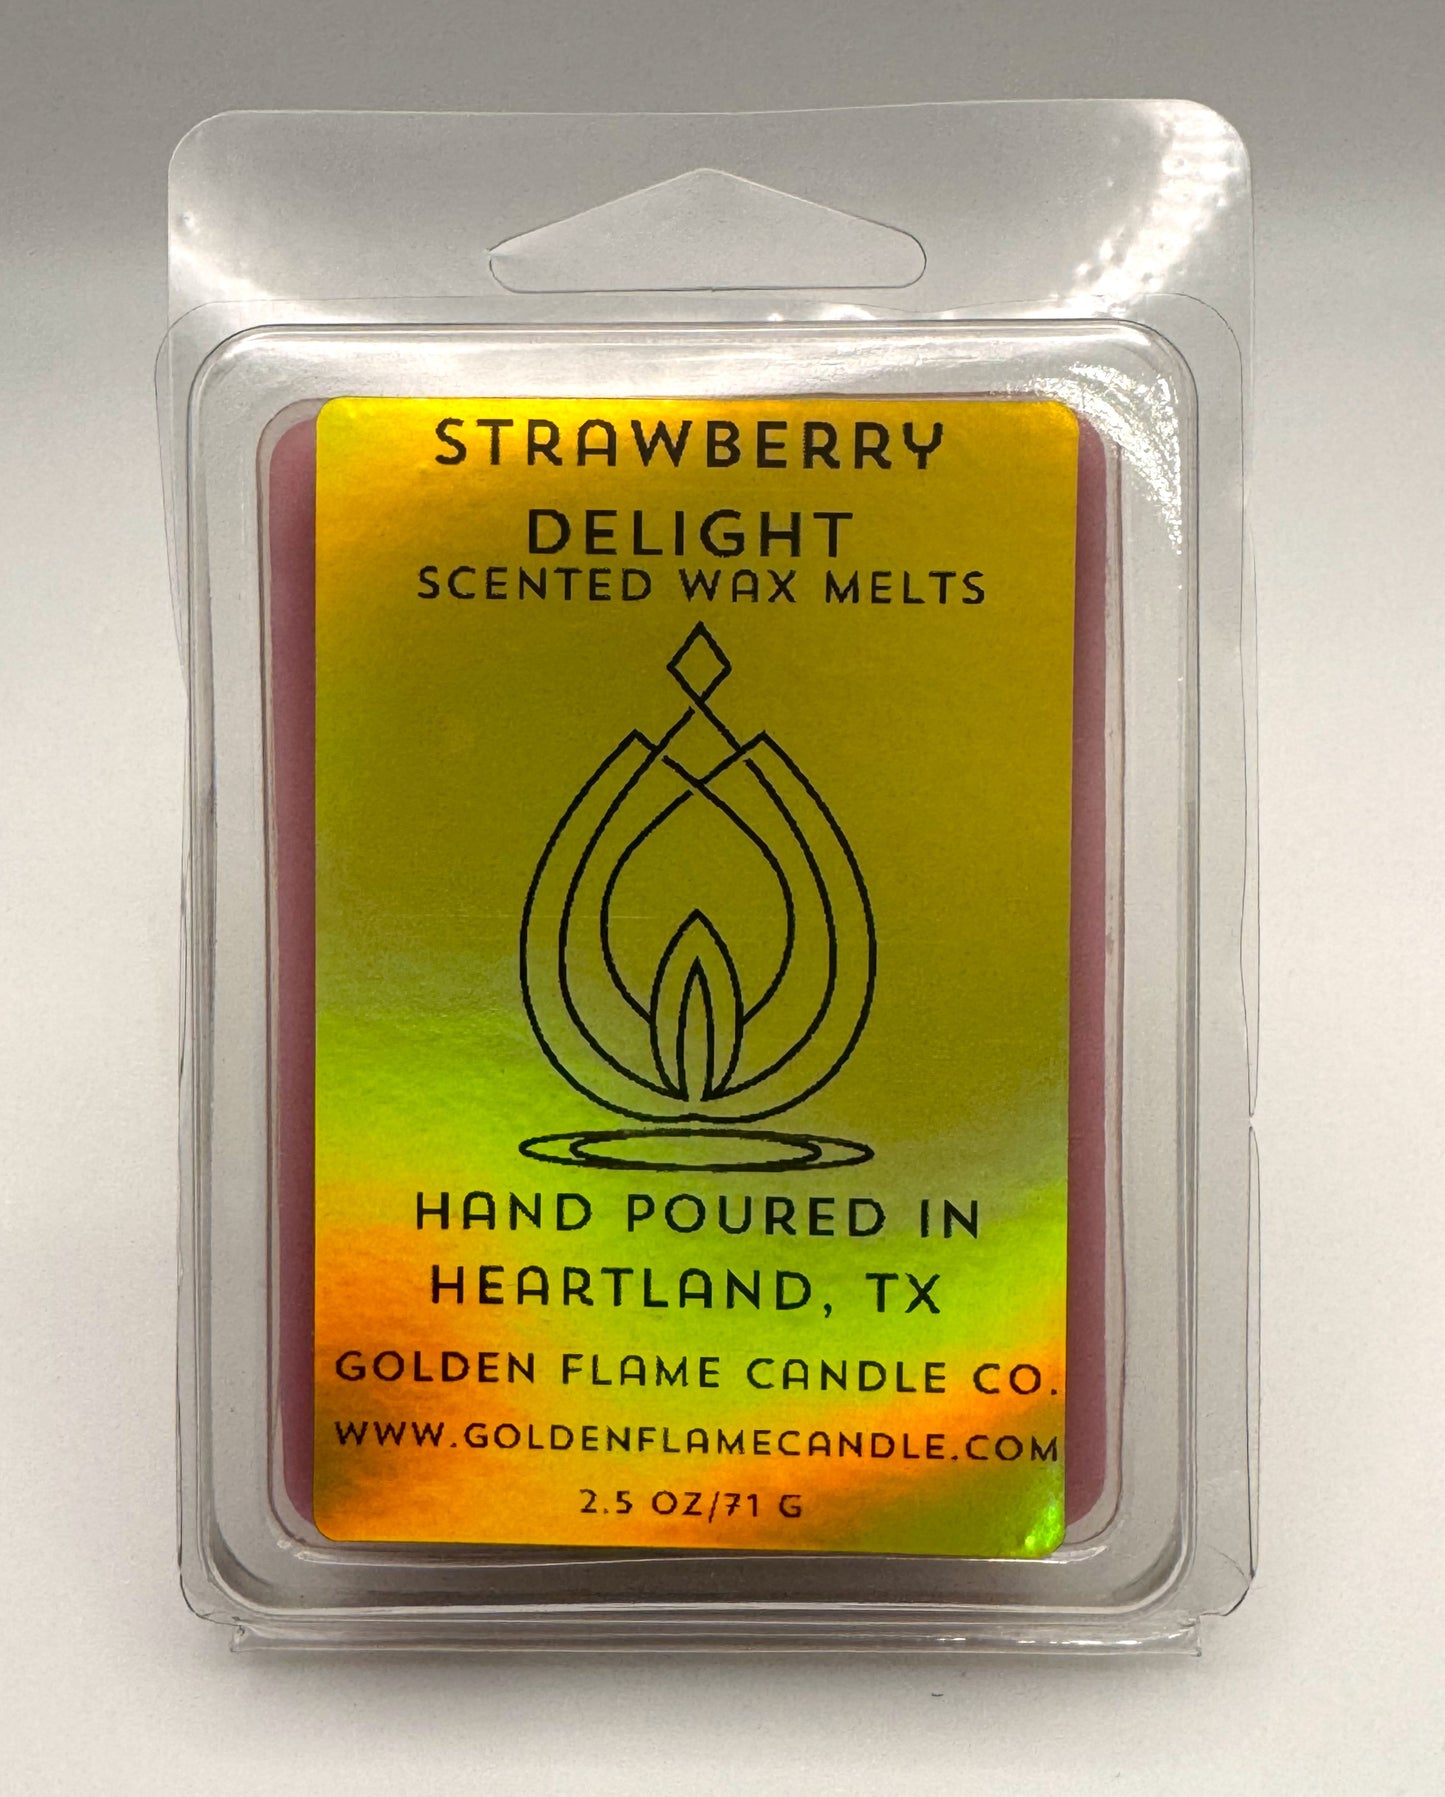 STRAWBERRY
DELIGHT
SCENTED WAX MELTS
HAND POURED IN
HEARTLAND, TX
GOLDEN FLAME CANDLE CO.
WWW.GOLDENFLAMECANDLE.COM
2.5 OZ/71 G